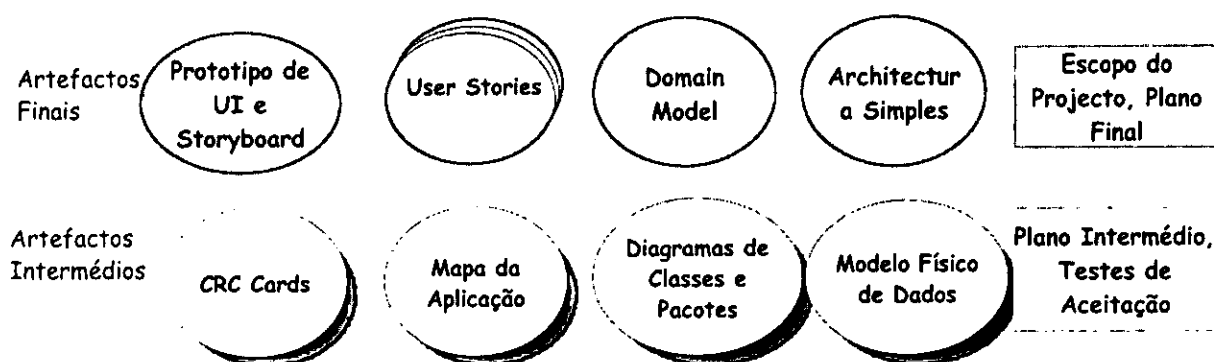 Artefactos
Finais
Prototipo de
UI e
Storyboard
User Stories
Domain
Model
Architectur
a Simples
Escopo do
Projecto, Plano
Final
Artefactos
Intermédios
CRC Cards
Mapa da
Aplicação
Diagramas de
Classes e
Pacotes
Modelo Físico
de Dados
Plano Intermédio,
Testes de
Aceitação